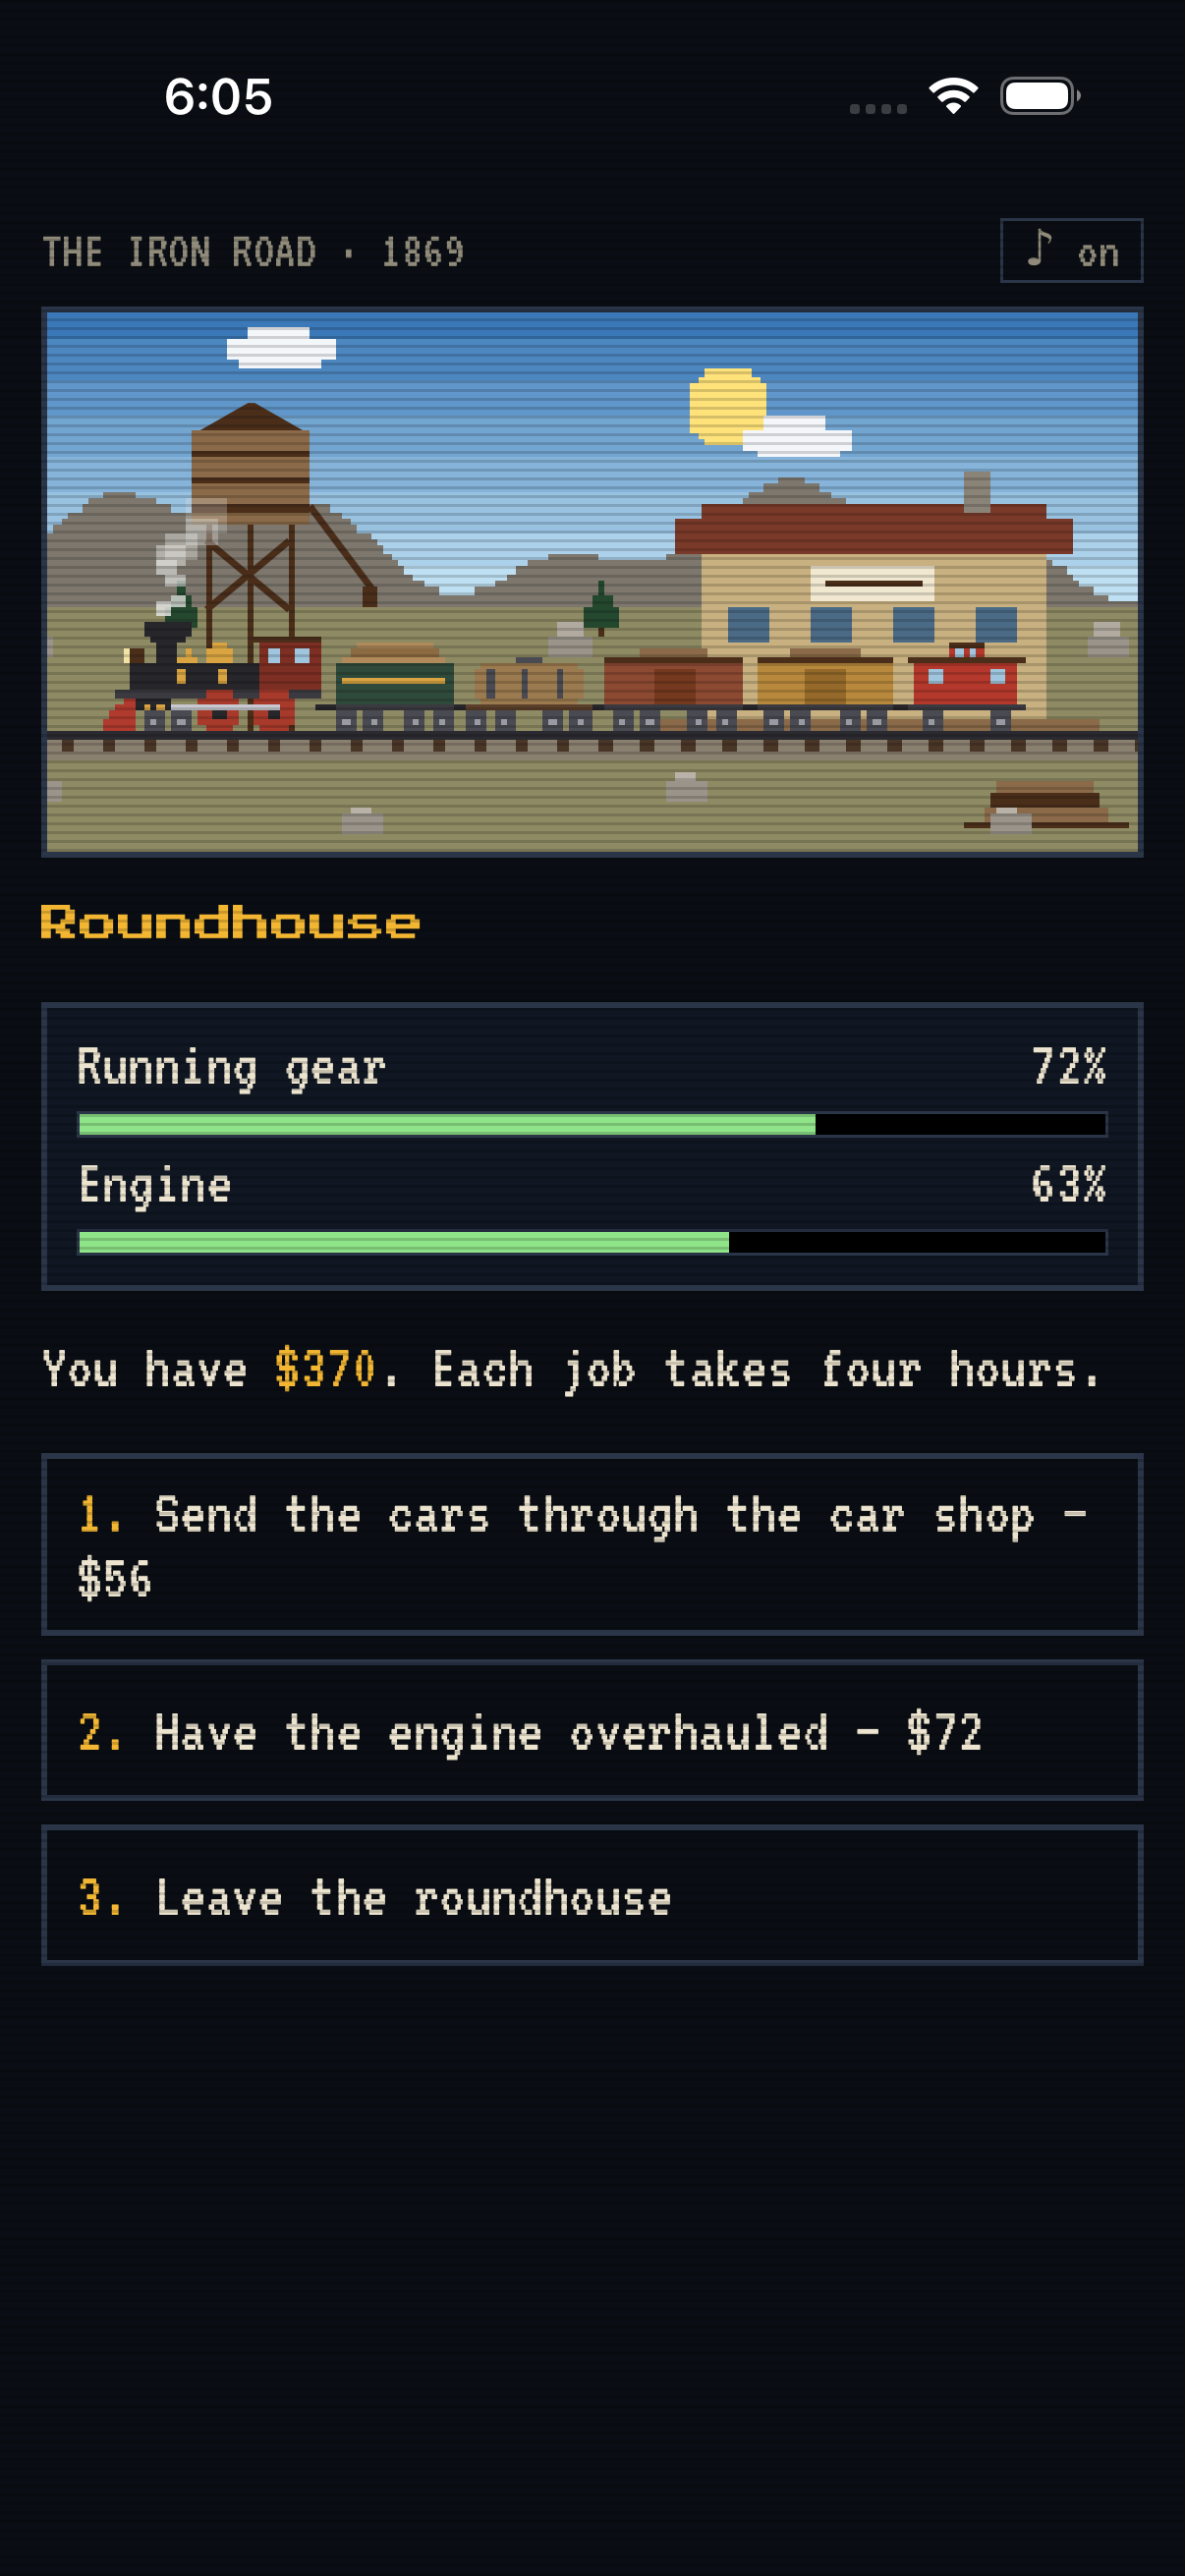 6:05
THE IRON ROAD · 1869
♪ on
Roundhouse
Running gear 72%
Engine 63%
You have $370. Each job takes four hours.
1. Send the cars through the car shop —
$56
2. Have the engine overhauled — $72
3. Leave the roundhouse